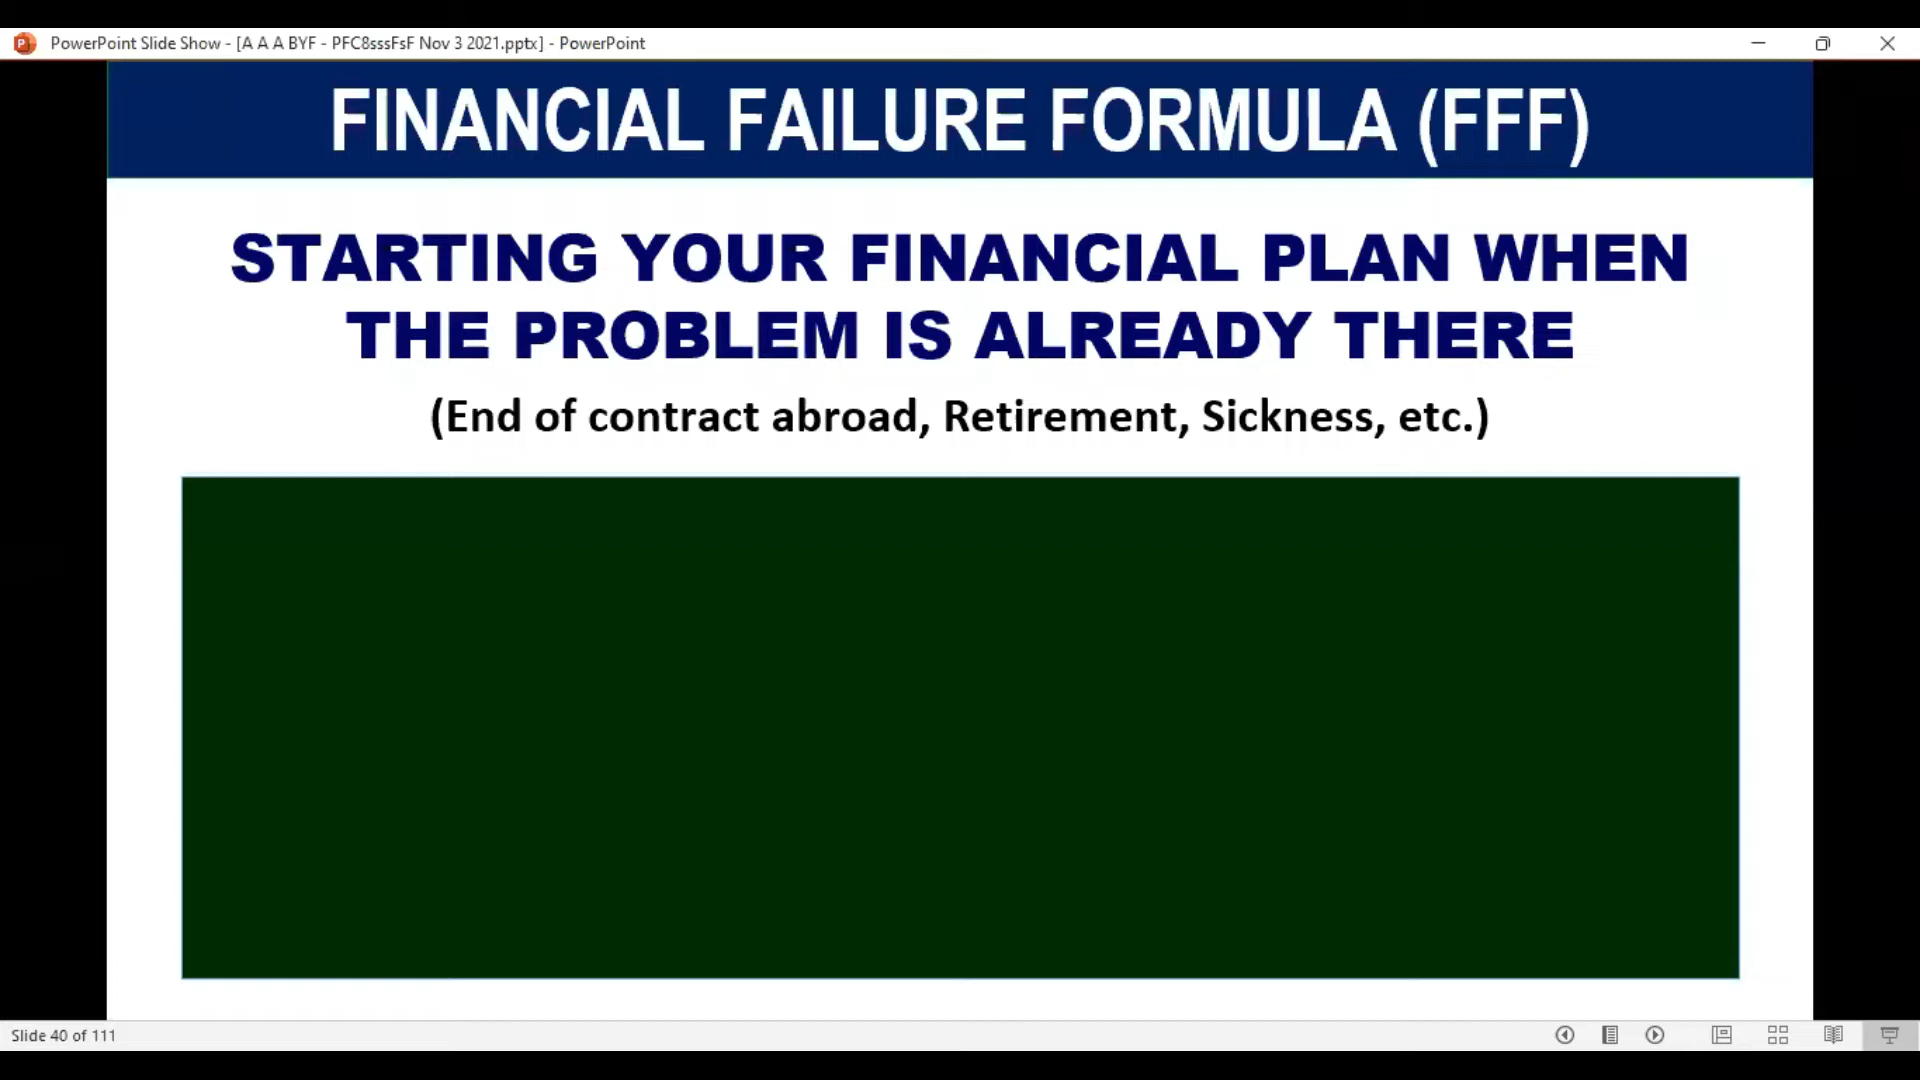 PowerPoint Slide Show - [A A A BYF - PFC8sssFsF Nov 3 2021.pptx] - PowerPoint
FINANCIAL FAILURE FORMULA (FFF)
STARTING YOUR FINANCIAL PLAN WHEN
THE PROBLEM IS ALREADY THERE
(End of contract abroad, Retirement, Sickness, etc.)
Slide 40 of 111